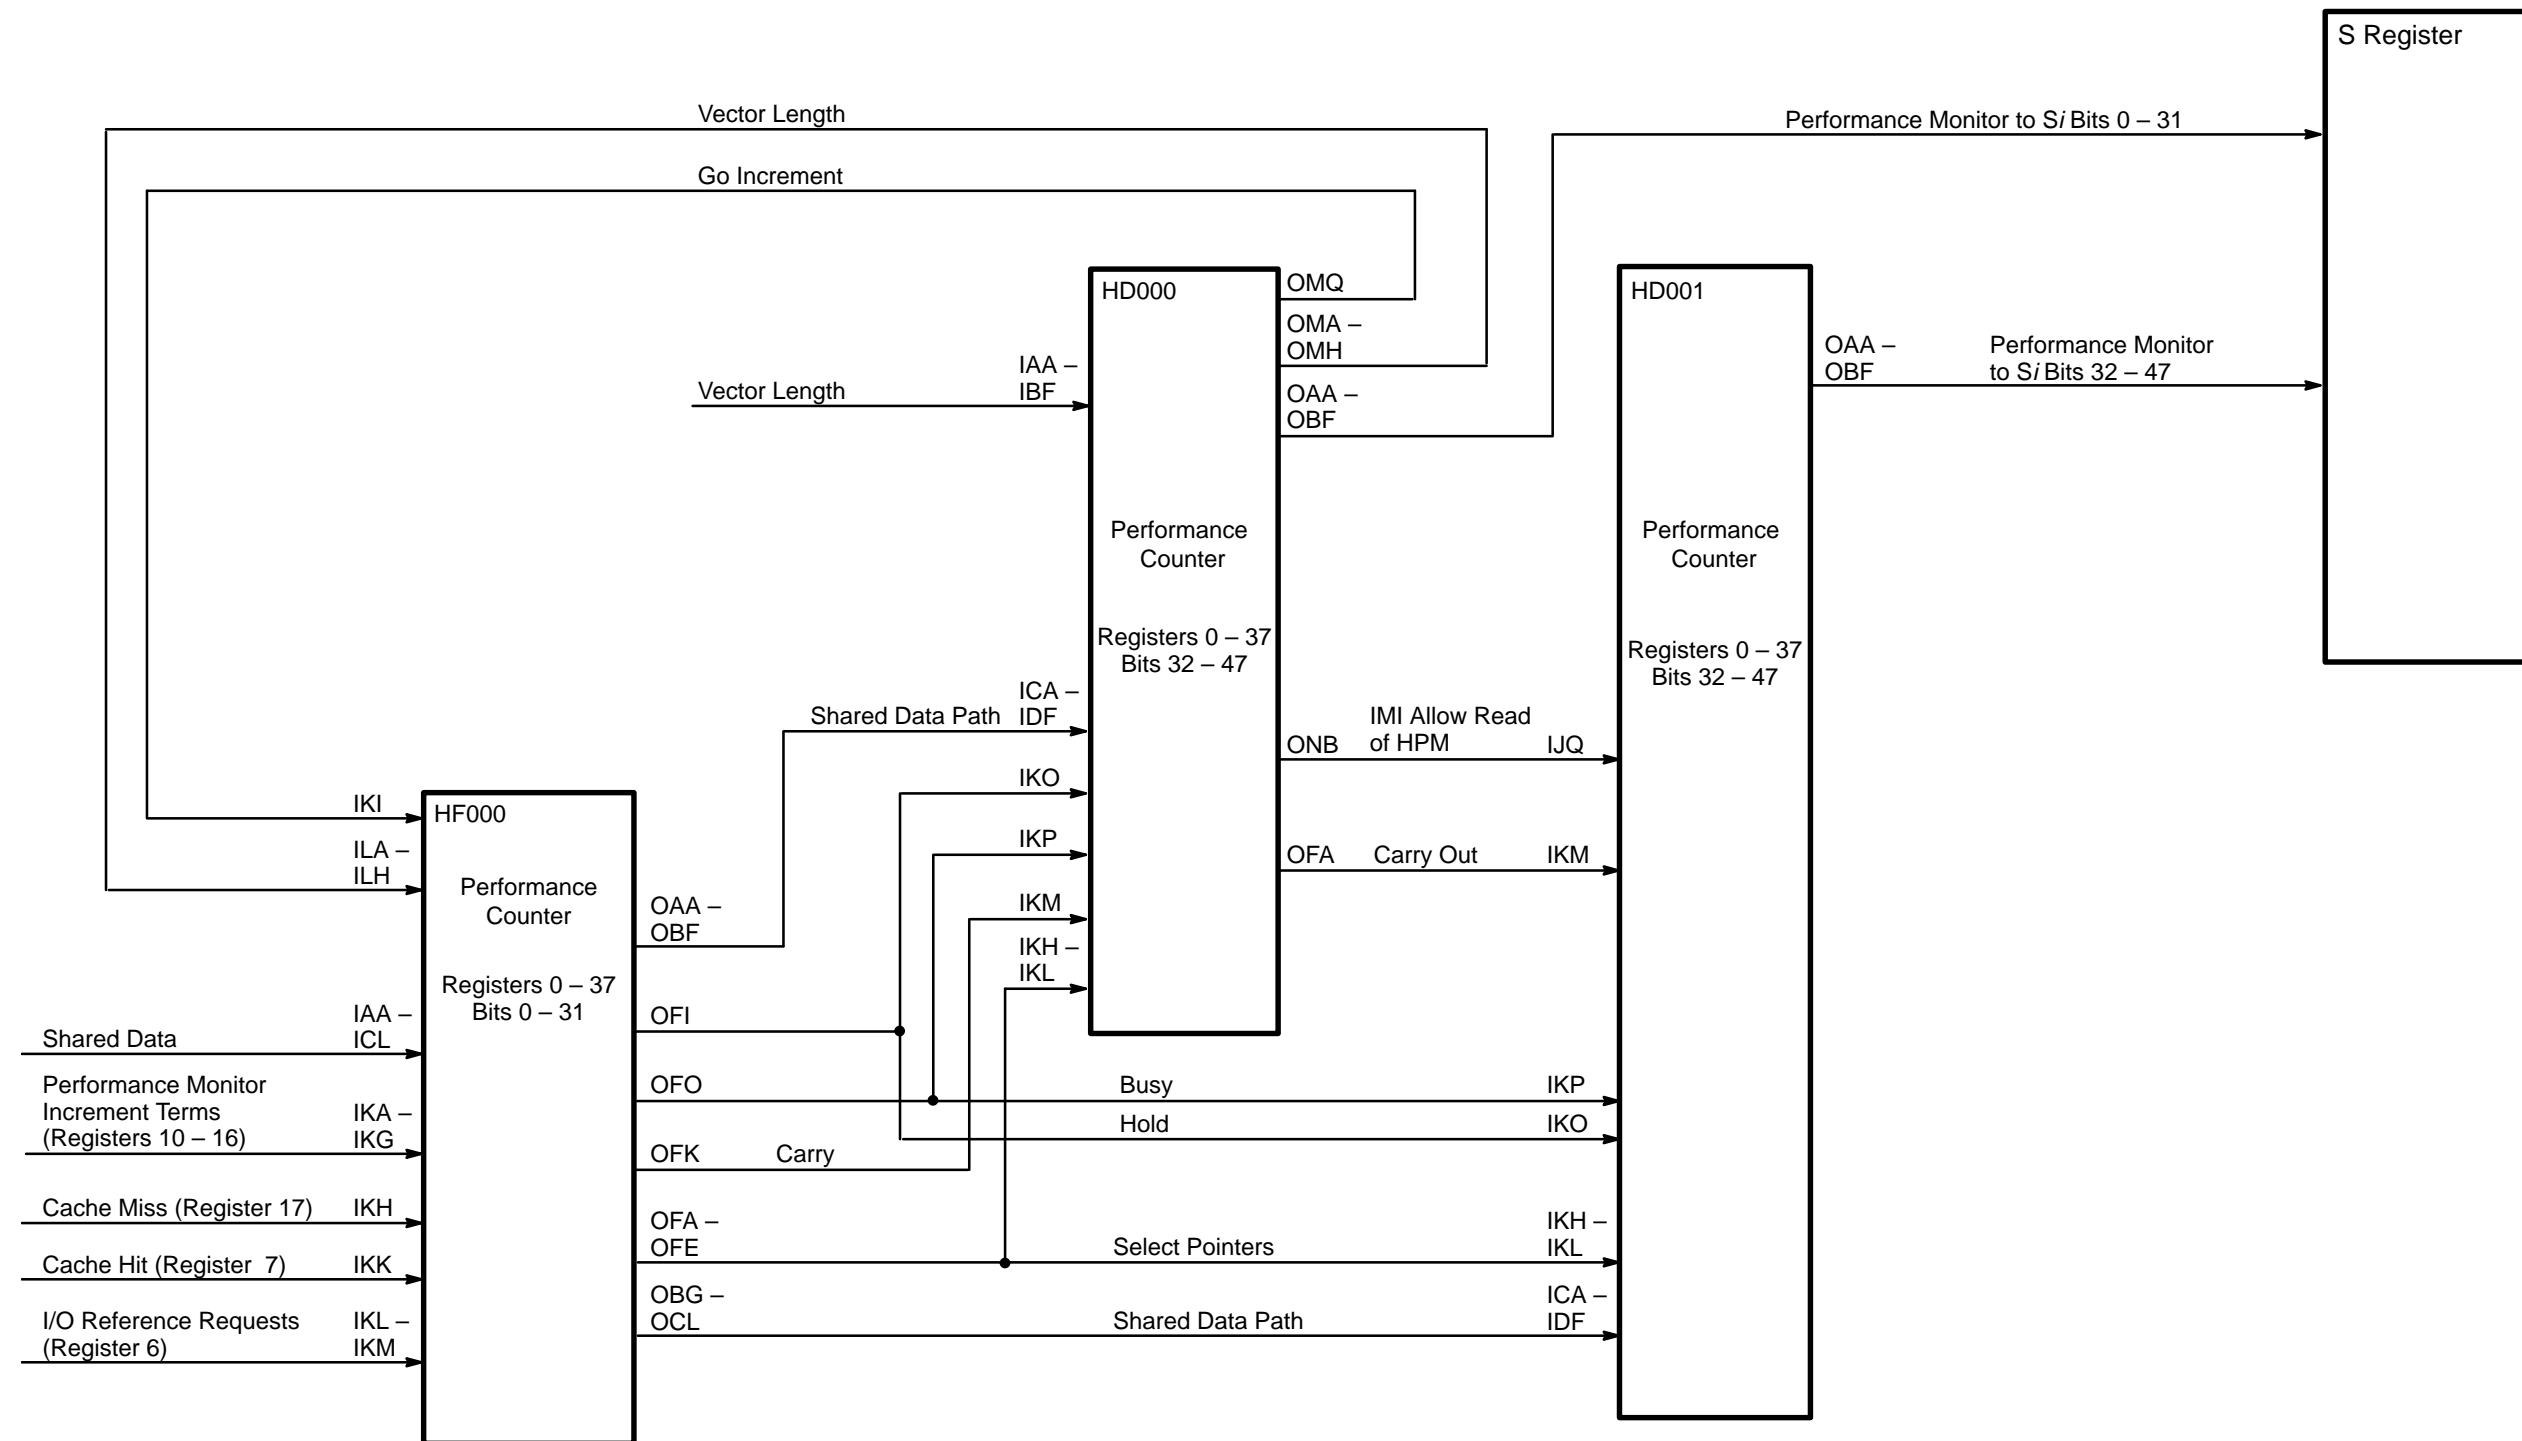 S Register
Vector Length
Performance Monitor to Si Bits 0 – 31
Go Increment
HD000
OMQ
OMA –
OMH
OAA –
OBF
IAA –
IBF
Vector Length
Performance
Counter
Registers 0 – 37
Bits 32 – 47
ICA –
IDF
Shared Data Path
IKO
IKP
IKM
IKH –
IKL
ONB
IMI Allow Read
of HPM
IJQ
OFA
Carry Out
IKM
HD001
OAA –
OBF
Performance Monitor
to Si Bits 32 – 47
Performance
Counter
Registers 0 – 37
Bits 32 – 47
IKI
ILA –
ILH
HF000
Performance
Counter
Registers 0 – 37
Bits 0 – 31
OAA –
OBF
OFI
OFO
Busy
IKP
Hold
IKO
OFK
Carry
OFA –
OFE
Select Pointers
IKH –
IKL
OBG –
OCL
Shared Data Path
ICA –
IDF
Shared Data
IAA –
ICL
Performance Monitor
Increment Terms
(Registers 10 – 16)
IKA –
IKG
Cache Miss (Register 17)
IKH
Cache Hit (Register 7)
IKK
I/O Reference Requests
(Register 6)
IKL –
IKM